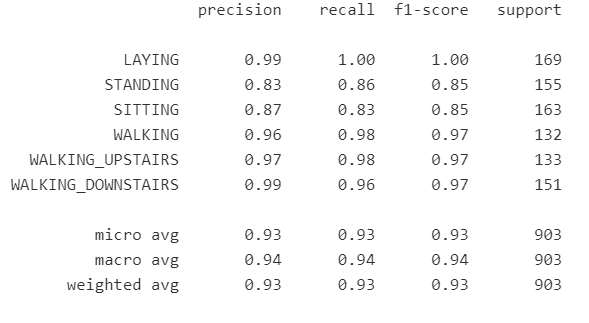 precision recall f1-score support
LAYING 0.99 1.00 1.00 169
STANDING 0.83 0.86 0.85 155
SITTING 0.87 0.83 0.85 163
WALKING 0.96 0.98 0.97 132
WALKING_UPSTAIRS 0.97 0.98 0.97 133
WALKING_DOWNSTAIRS 0.99 0.96 0.97 151
micro avg 0.93 0.93 0.93 903
macro avg 0.94 0.94 0.94 903
weighted avg 0.93 0.93 0.93 903